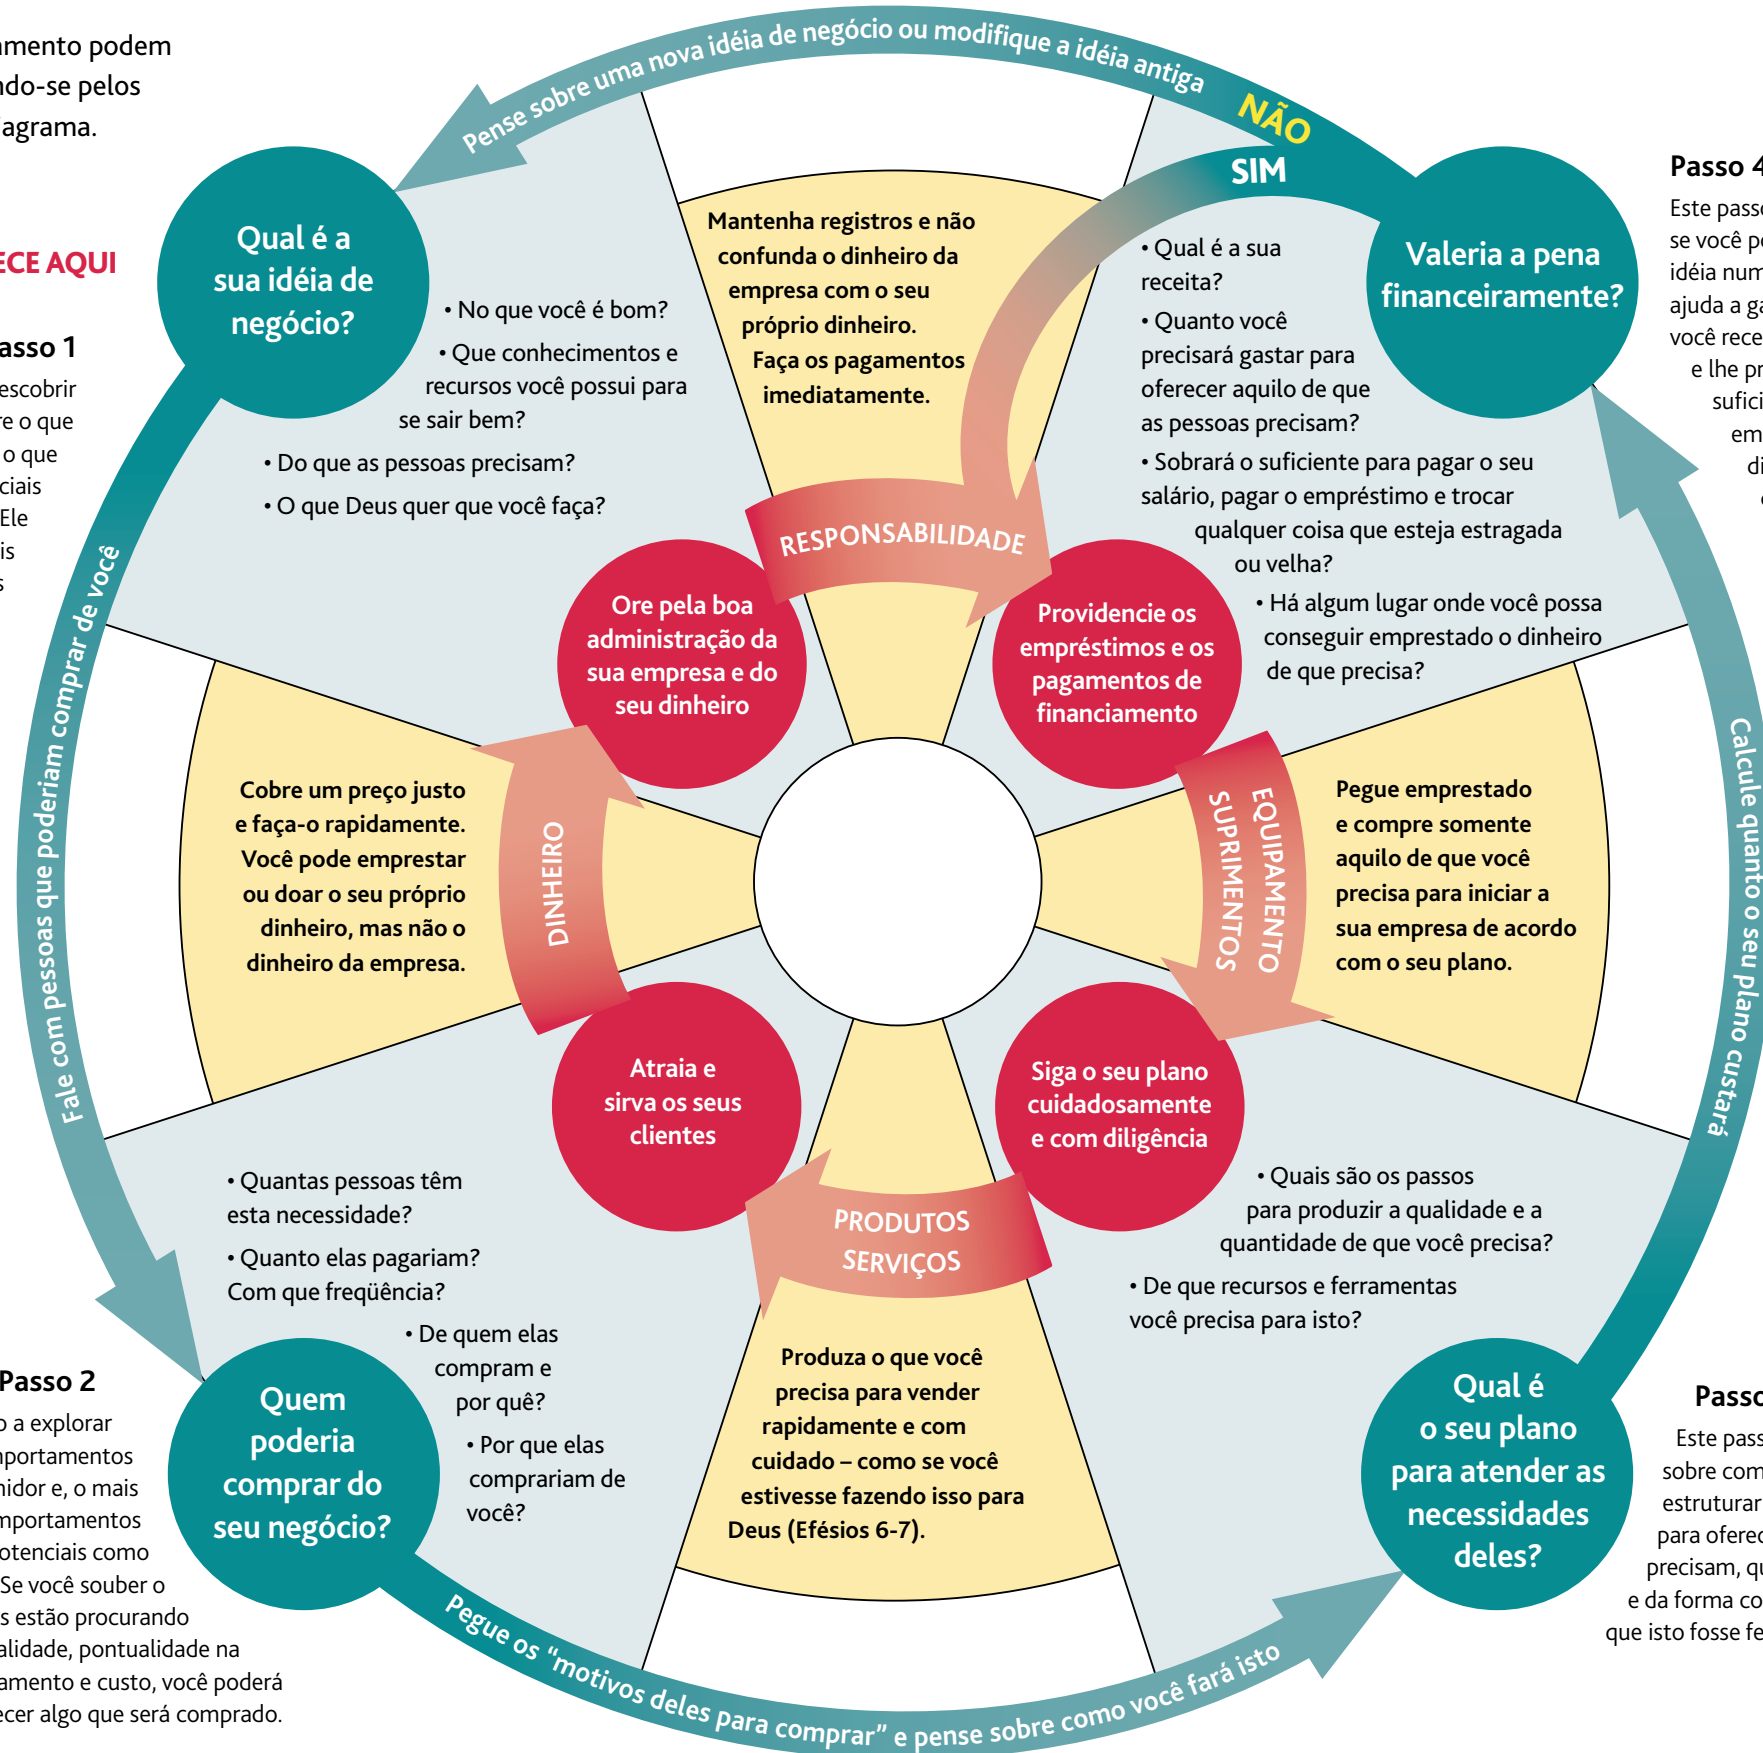 ndo-se pelos
agrama.
AQUI
Pense sobre uma nova idéia de negócio ou modifique a idéia antiga
NÃO
SIM
Qual é a
sua idéia de
negócio?
• No que você é bom?
• Que conhecimentos e
recursos você possui para
se sair bem?
• Do que as pessoas precisam?
• O que Deus quer que você faça?
Mantenha registros e não
confunda o dinheiro da
empresa com o seu
próprio dinheiro.
Faça os pagamentos
imediatamente.
• Qual é a sua
receita?
• Quanto você
precisará gastar para
oferecer aquilo de que
as pessoas precisam?
• Sobrará o suficiente para pagar o seu
salário, pagar o empréstimo e trocar
qualquer coisa que esteja estragada
ou velha?
• Há algum lugar onde você possa
conseguir emprestado o dinheiro
de que precisa?
Valeria a pena
financeiramente?
Passo 4
Este passo
se você
idéia num
ajuda a
você
e lhe
asso 1
escobrir
re o que
o que
ciais
Ele
is
s
Fale com pessoas que poderiam comprar de você
RESPONSABILIDADE
Ore pela boa
administração da
sua empresa e do
seu dinheiro
Providencie os
empréstimos e os
pagamentos de
financiamento
Cobre um preço justo
e faça-o rapidamente.
Você pode emprestar
ou doar o seu próprio
dinheiro, mas não o
dinheiro da empresa.
DINHEIRO
EQUIPAMENTO
SUPRIMENTOS
Pegue emprestado
e compre somente
aquilo de que você
precisa para iniciar a
sua empresa de acordo
com o seu plano.
Calcule quanto o seu plano custará
Atraia e
sirva os seus
clientes
Siga o seu plano
cuidadosamente
e com diligência
PRODUTOS
SERVIÇOS
• Quantas pessoas têm
esta necessidade?
• Quanto elas pagariam?
Com que freqüência?
• De quem elas
compram e
por quê?
• Por que elas
comprariam de
você?
Produza o que você
precisa para vender
rapidamente e com
cuidado – como se você
estivesse fazendo isso para
Deus (Efésios 6-7).
• Quais são os passos
para produzir a qualidade e a
quantidade de que você precisa?
• De que recursos e ferramentas
você precisa para isto?
Passo 2
o a explorar
mportamentos
midor e, o mais
mportamentos
otenciais como
Se você souber o
s estão procurando
alidade, pontualidade na
amento e custo, você poderá
ecer algo que será comprado.
Quem
poderia
comprar do
seu negócio?
Qual é
o seu plano
para atender as
necessidades
deles?
Passo
Este
sobre
estruturar
para
precisam,
e da forma
que isto fosse
Pegue os “motivos deles para comprar” e pense sobre como você fará isto